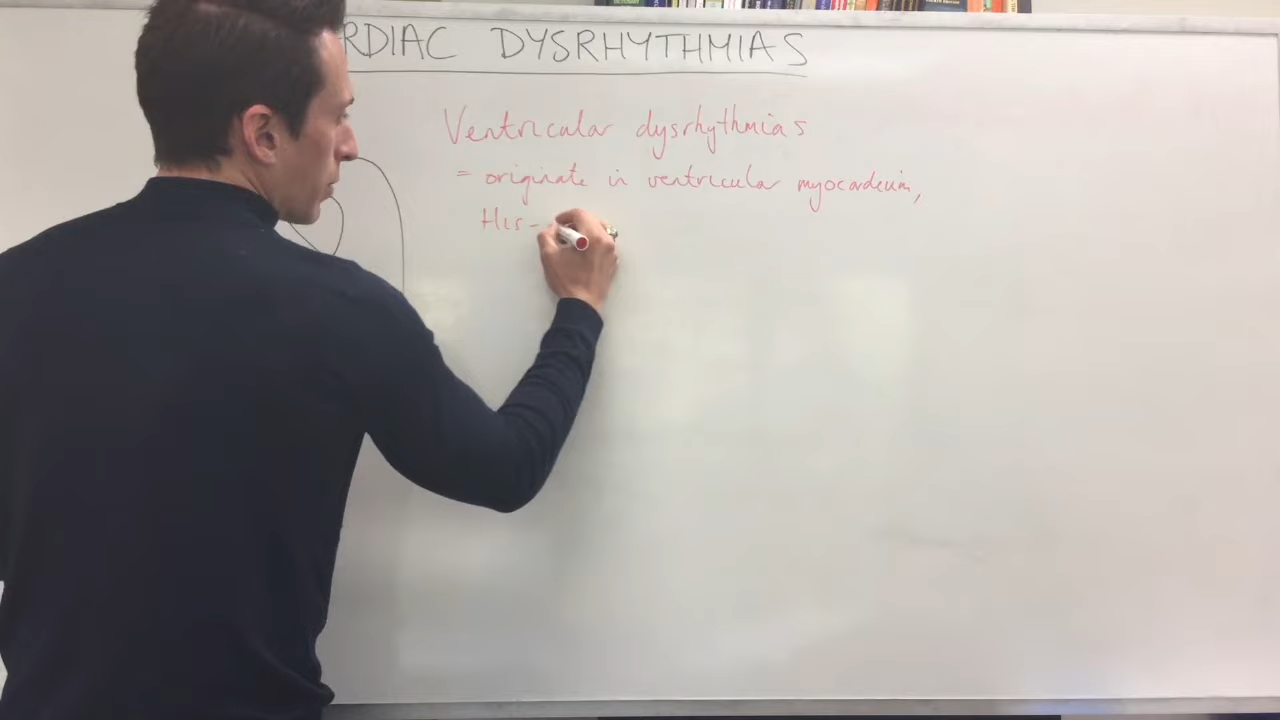 RDIAC DYSRHYTHMIAS
Ventricular dysrhythmias
= originate in ventricular myocardium,
His-